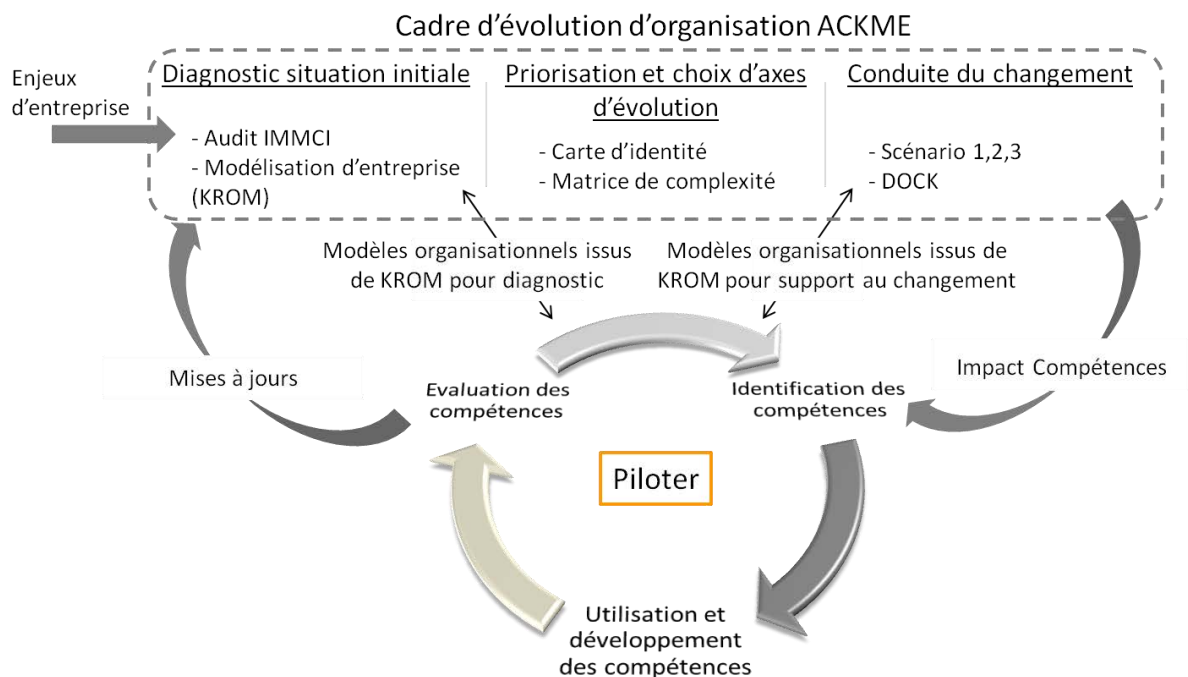 Cadre d'évolution d'organisation ACKME
Enjeux
d'entreprise
Diagnostic situation initiale
- Audit IMMCI
- Modélisation d'entreprise
(KROM)
Priorisation et choix d'axes
d'évolution
- Carte d'identité
- Matrice de complexité
Conduite du changement
- Scénario 1,2,3
- DOCK
Modèles organisationnels issus
de KROM pour diagnostic
Modèles organisationnels issus de
KROM pour support au changement
Mises à jours
Evaluation des
compétences
Identification des
compétences
Impact Compétences
Piloter
Utilisation et
développement
des compétences